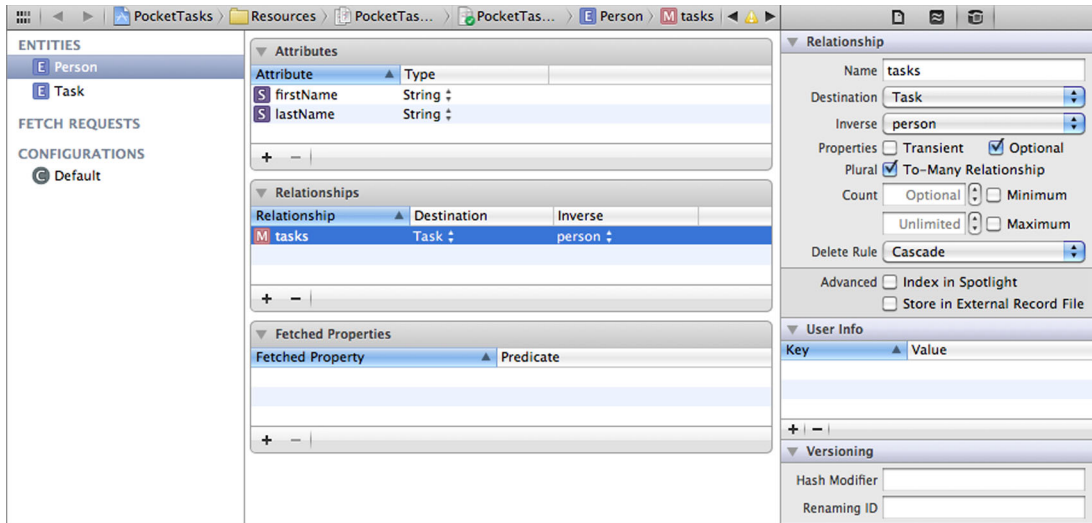 PocketTasks Resources PocketTas... PocketTas... E Person M tasks
ENTITIES
E Person
E Task
FETCH REQUESTS
CONFIGURATIONS
C Default
Attributes
Attribute Type
S firstName String
S lastName String
+ −
Relationships
Relationship Destination Inverse
M tasks Task person
+ −
Fetched Properties
Fetched Property Predicate
+ −
Relationship
Name tasks
Destination Task
Inverse person
Properties Transient Optional
Plural To-Many Relationship
Count Optional Minimum
Unlimited Maximum
Delete Rule Cascade
Advanced Index in Spotlight
Store in External Record File
User Info
Key Value
+ −
Versioning
Hash Modifier
Renaming ID